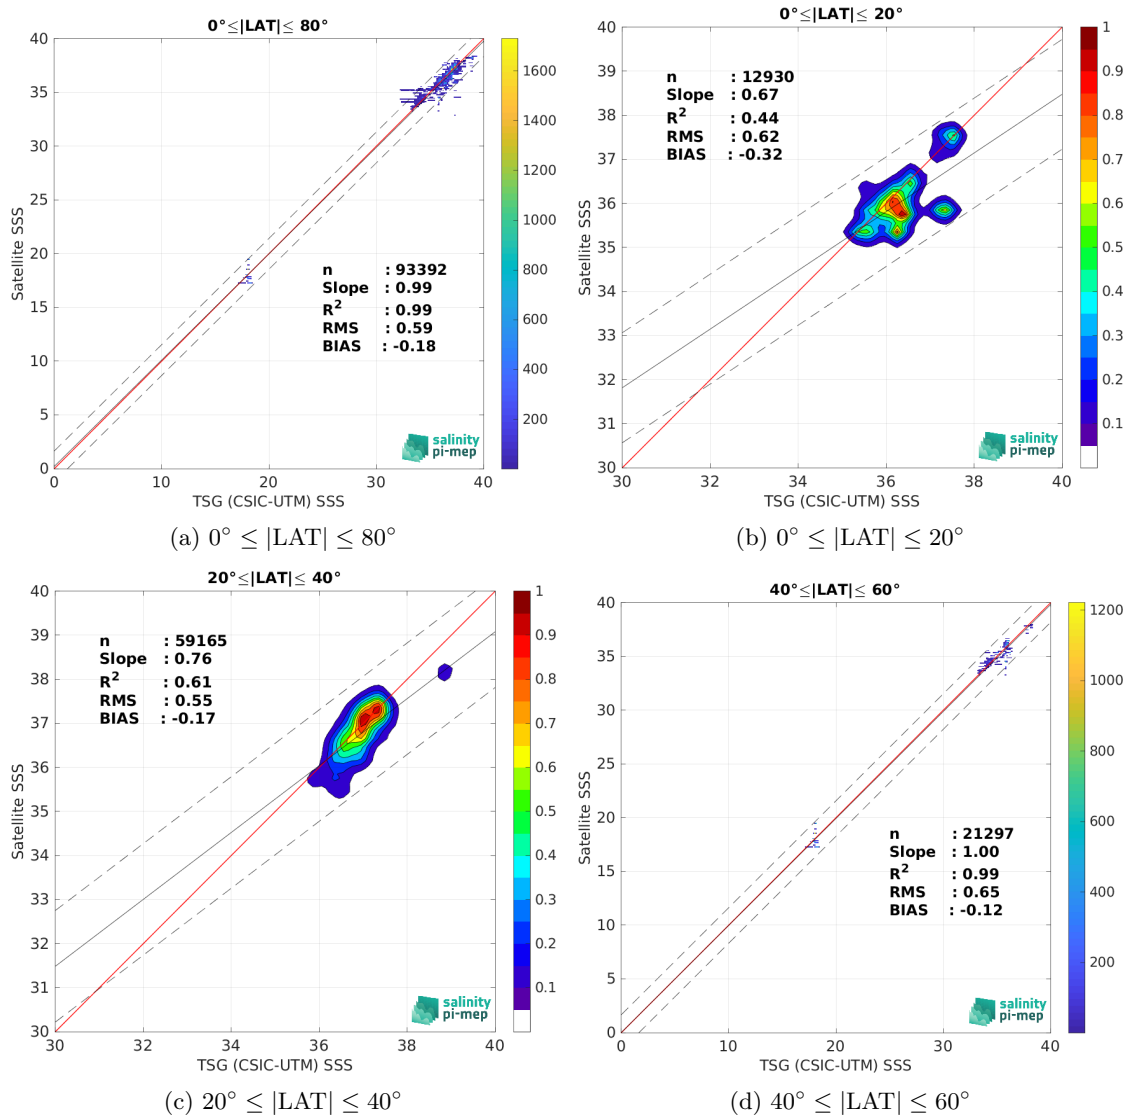 0°≤|LAT|≤ 80°
40
35
30
25
20
15
10
5
0
Satellite SSS
n : 93392
Slope : 0.99
R² : 0.99
RMS : 0.59
BIAS : -0.18
salinity
pi-mep
0 10 20 30 40
TSG (CSIC-UTM) SSS
1600
1400
1200
1000
800
600
400
200
(a) 0° ≤ |LAT| ≤ 80°
0°≤|LAT|≤ 20°
40
39
38
37
36
35
34
33
32
31
30
Satellite SSS
n : 12930
Slope : 0.67
R² : 0.44
RMS : 0.62
BIAS : -0.32
salinity
pi-mep
30 32 34 36 38 40
TSG (CSIC-UTM) SSS
1
0.9
0.8
0.7
0.6
0.5
0.4
0.3
0.2
0.1
(b) 0° ≤ |LAT| ≤ 20°
20°≤|LAT|≤ 40°
40
39
38
37
36
35
34
33
32
31
30
Satellite SSS
n : 59165
Slope : 0.76
R² : 0.61
RMS : 0.55
BIAS : -0.17
salinity
pi-mep
30 32 34 36 38 40
TSG (CSIC-UTM) SSS
1
0.9
0.8
0.7
0.6
0.5
0.4
0.3
0.2
0.1
(c) 20° ≤ |LAT| ≤ 40°
40°≤|LAT|≤ 60°
40
35
30
25
20
15
10
5
0
Satellite SSS
n : 21297
Slope : 1.00
R² : 0.99
RMS : 0.65
BIAS : -0.12
salinity
pi-mep
0 10 20 30 40
TSG (CSIC-UTM) SSS
1200
1000
800
600
400
200
(d) 40° ≤ |LAT| ≤ 60°